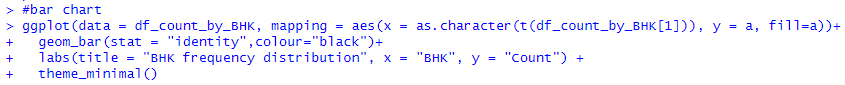 > #bar chart
> ggplot(data = df_count_by_BHK, mapping = aes(x = as.character(t(df_count_by_BHK[1])), y = a, fill=a))+
+   geom_bar(stat = "identity",colour="black")+
+   labs(title = "BHK frequency distribution", x = "BHK", y = "Count") +
+   theme_minimal()